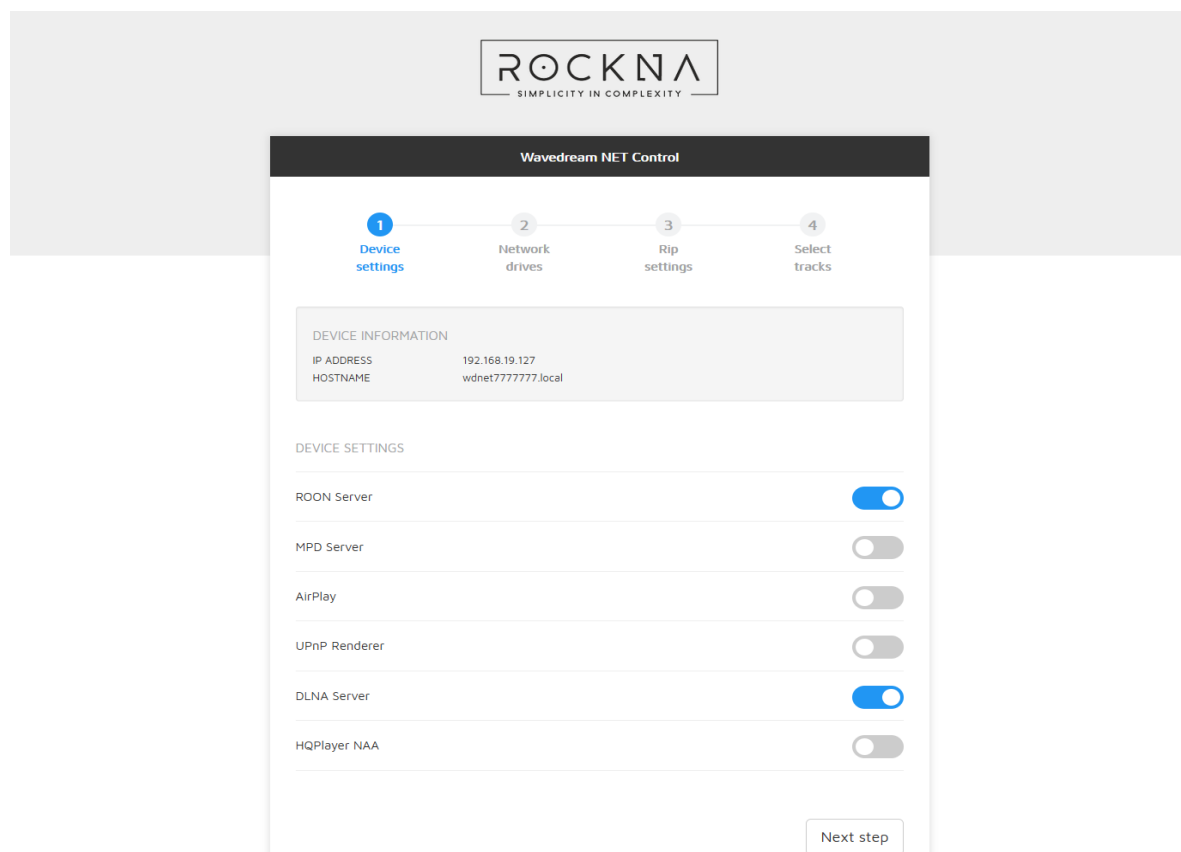 ROCKNA
SIMPLICITY IN COMPLEXITY
Wavedream NET Control
1 2 3 4
Device settings
Network drives
Rip settings
Select tracks
DEVICE INFORMATION
IP ADDRESS 192.168.19.127
HOSTNAME wdnet7777777.local
DEVICE SETTINGS
ROON Server
MPD Server
AirPlay
UPnP Renderer
DLNA Server
HQPlayer NAA
Next step